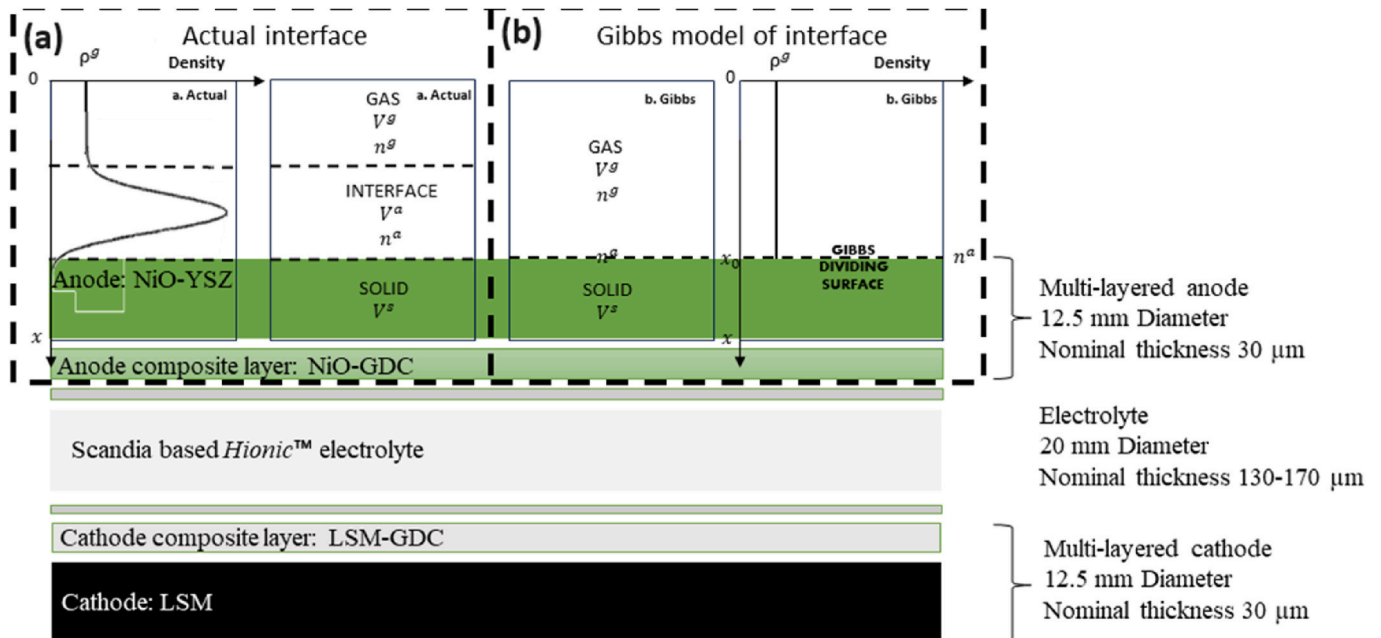 (a)
Actual interface
ρg
0
Density
a. Actual
a. Actual
GAS
Vg
ng
INTERFACE
Va
na
Anode: NiO-YSZ
SOLID
Vs
x
(b)
Gibbs model of interface
ρg
0
Density
b. Gibbs
b. Gibbs
GAS
Vg
ng
ng
x0
GIBBS
DIVIDING
SURFACE
na
SOLID
Vs
x
Anode composite layer: NiO-GDC
Scandia based Hionic™ electrolyte
Cathode composite layer: LSM-GDC
Cathode: LSM
Multi-layered anode
12.5 mm Diameter
Nominal thickness 30 µm
Electrolyte
20 mm Diameter
Nominal thickness 130-170 µm
Multi-layered cathode
12.5 mm Diameter
Nominal thickness 30 µm